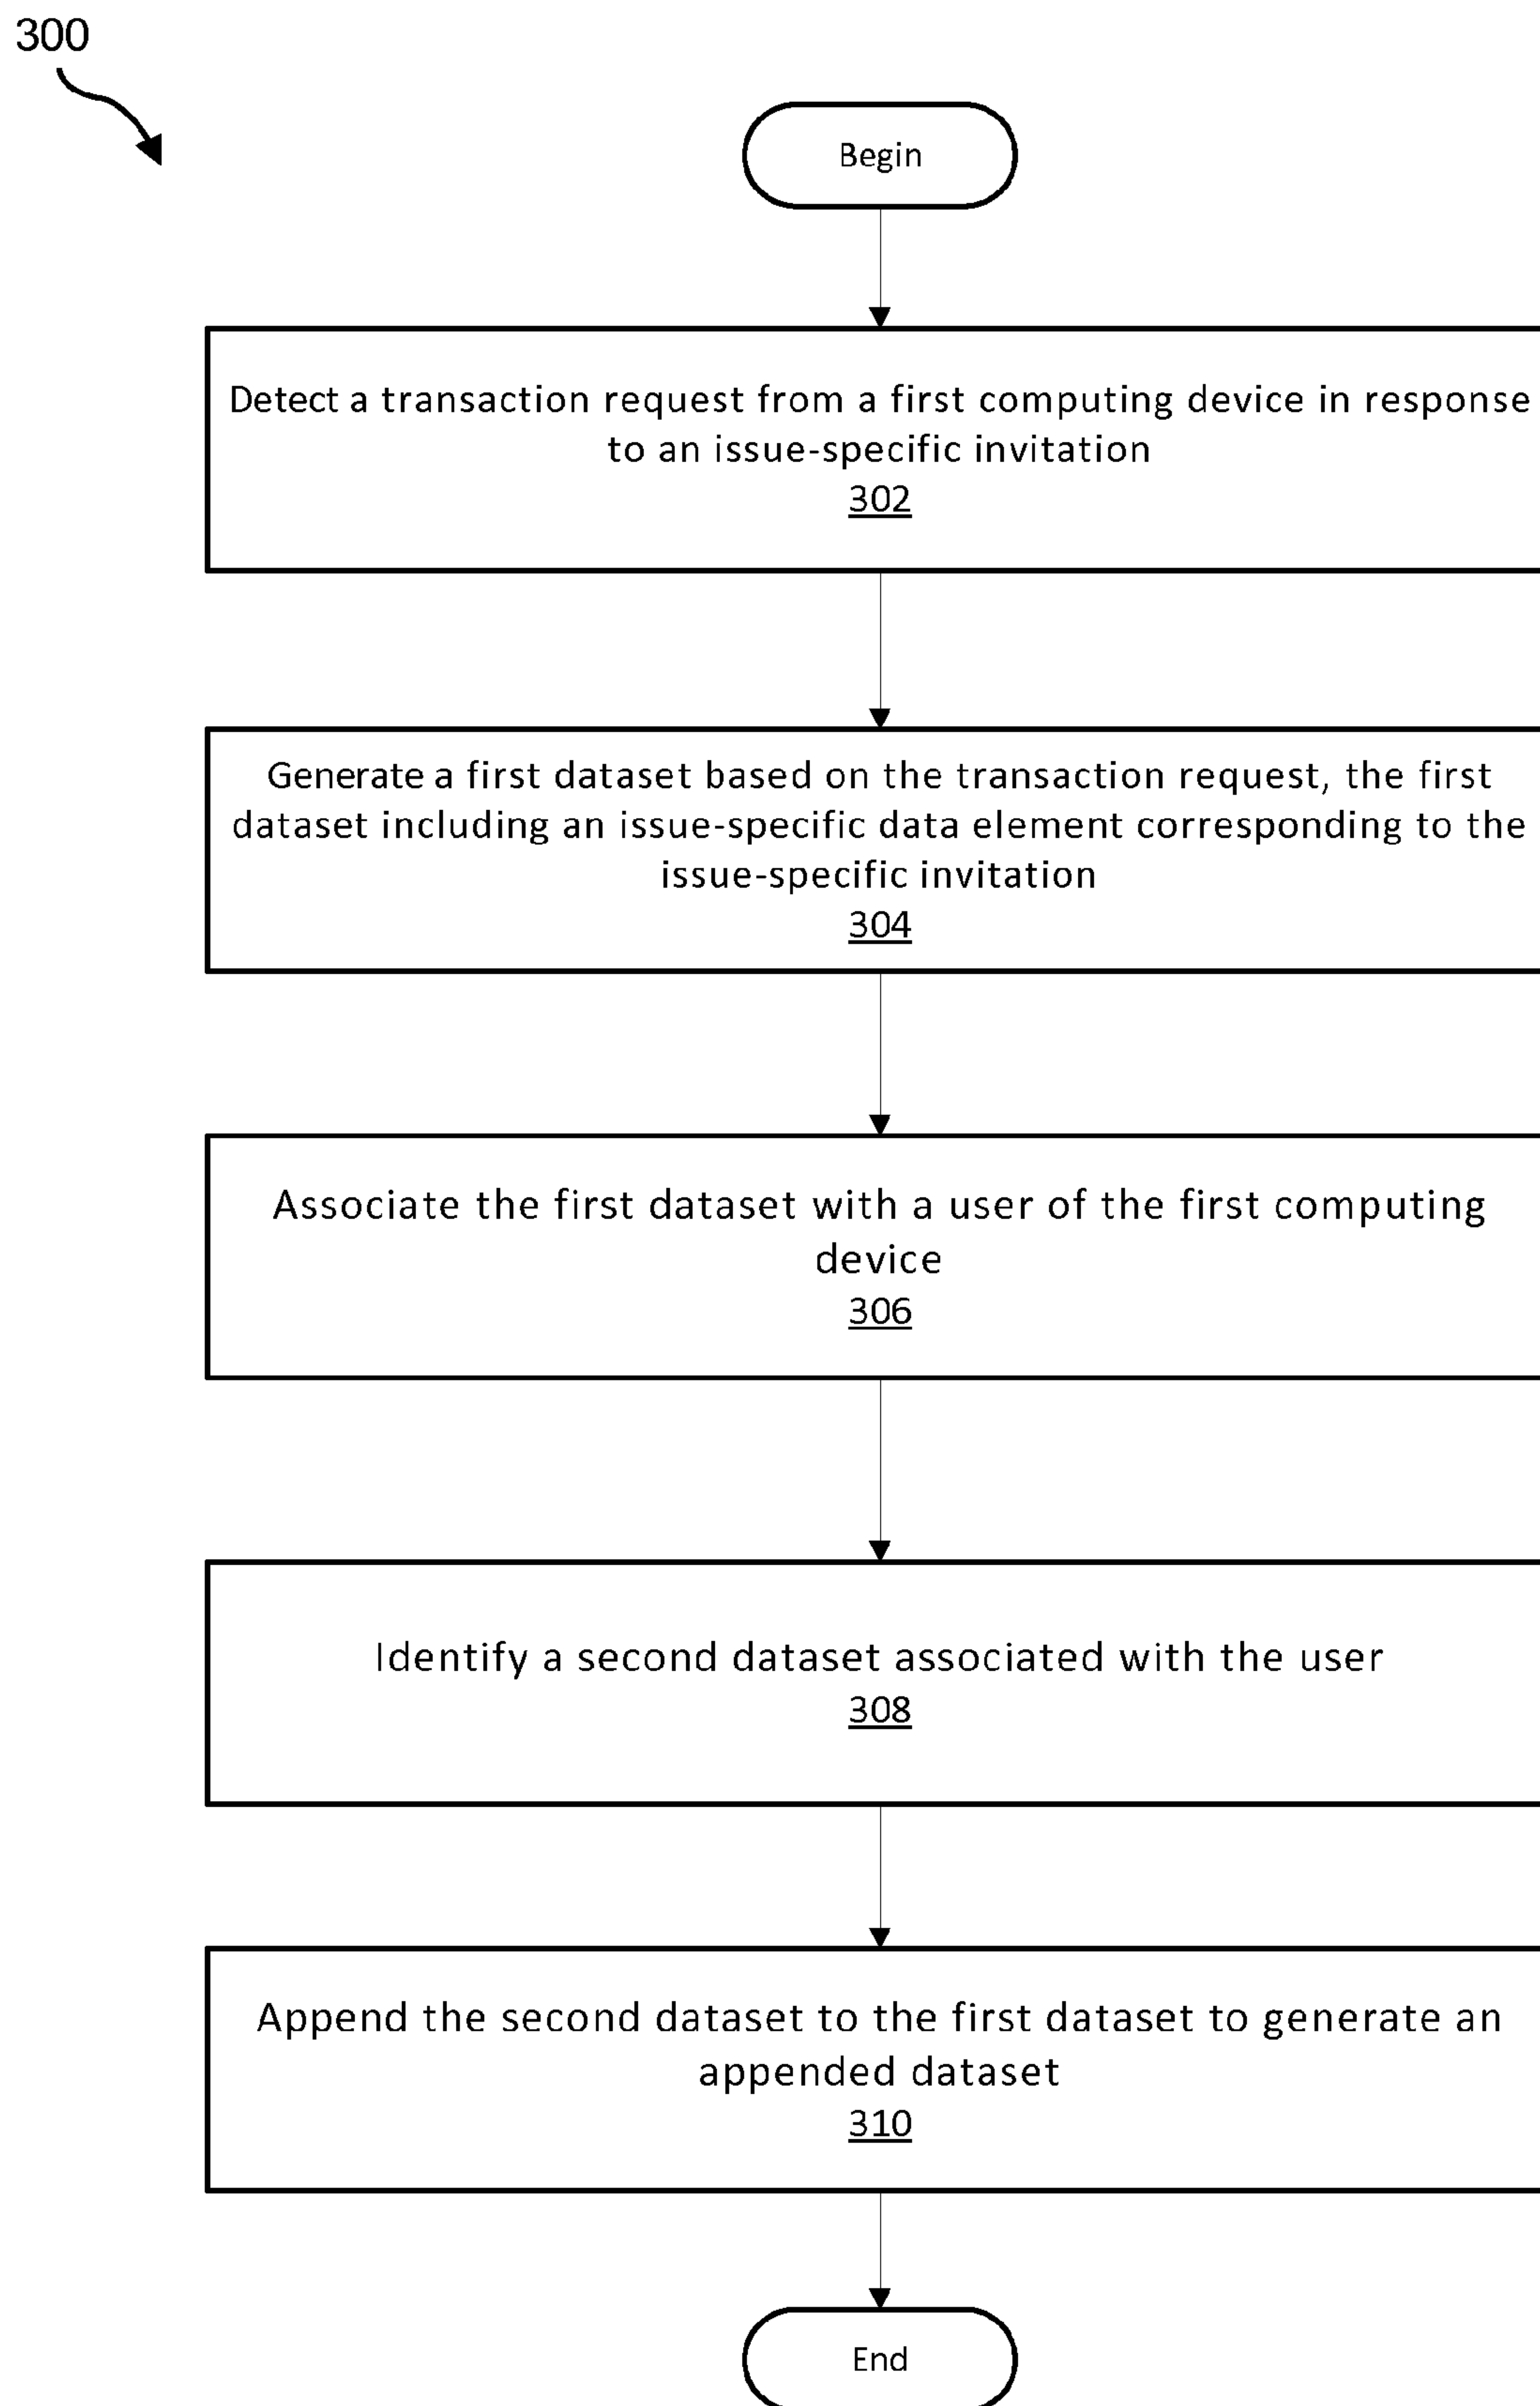 300
Begin
Detect a transaction request from a first computing device in response
to an issue-specific invitation
302
Generate a first dataset based on the transaction request, the first
dataset including an issue-specific data element corresponding to the
issue-specific invitation
304
Associate the first dataset with a user of the first computing
device
306
Identify a second dataset associated with the user
308
Append the second dataset to the first dataset to generate an
appended dataset
310
End